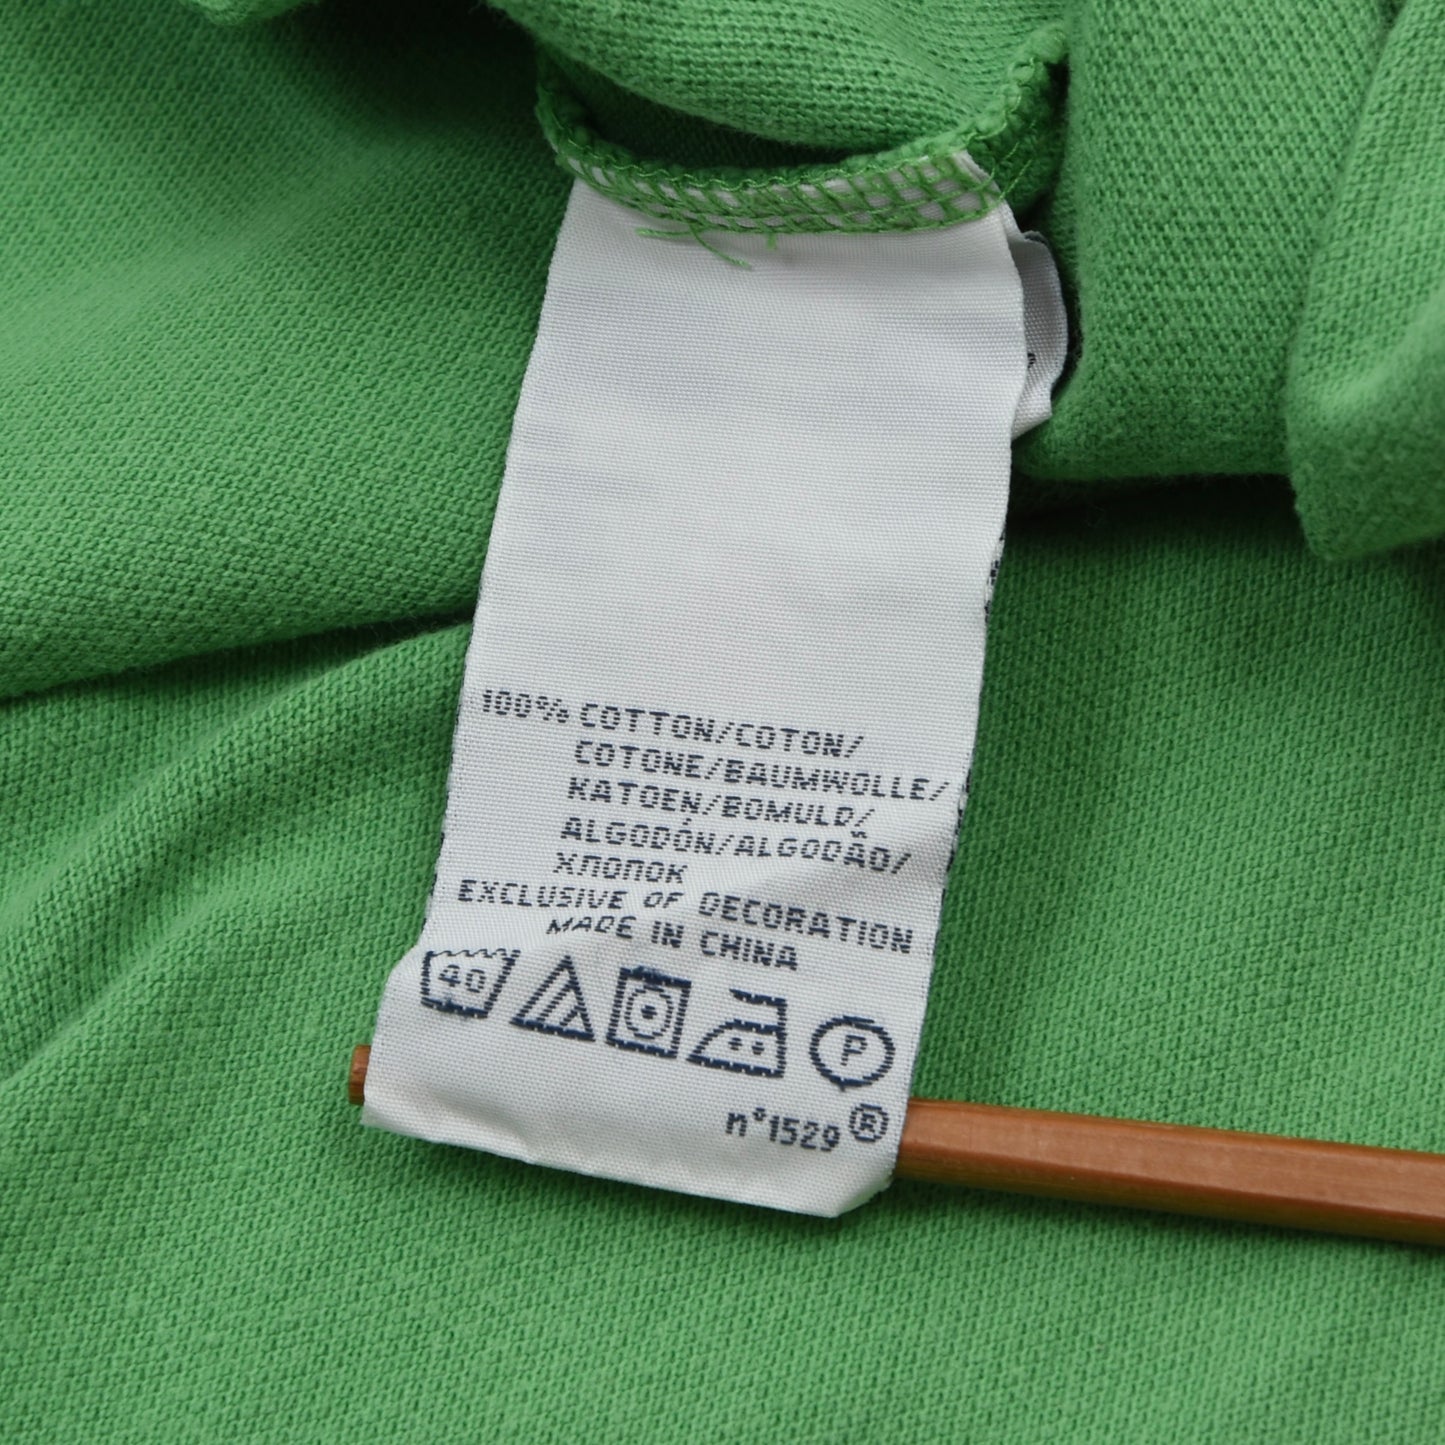 100% COTTON/COTON/
COTONE/BAUMWOLLE/
KATOEN/BOMULD/
ALGODÓN/ALGODÃO/
ХЛОПОК
EXCLUSIVE OF DECORATION
MADE IN CHINA
40
P
n°1529 ®